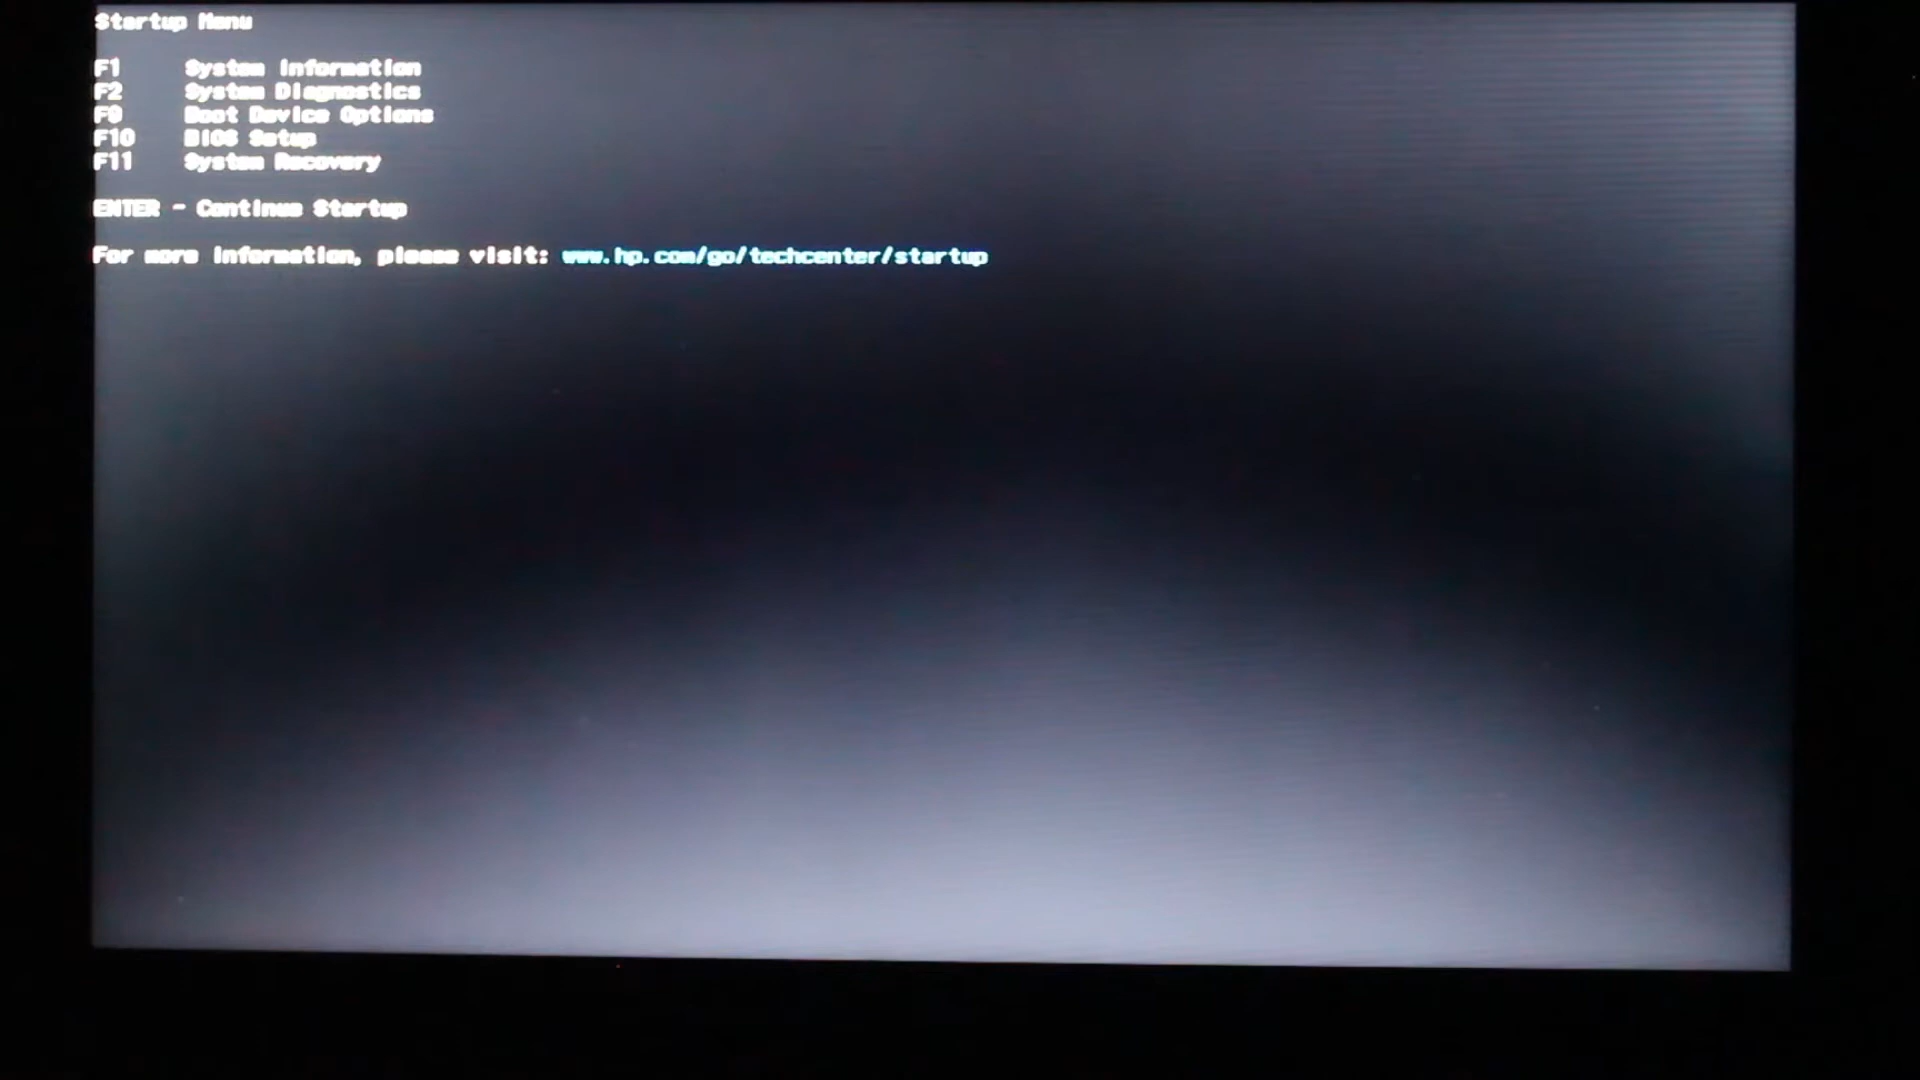 Startup Menu
F1 System Information
F2 System Diagnostics
F9 Boot Device Options
F10 BIOS Setup
F11 System Recovery
ENTER - Continue Startup
For more information, please visit: www.hp.com/go/techcenter/startup